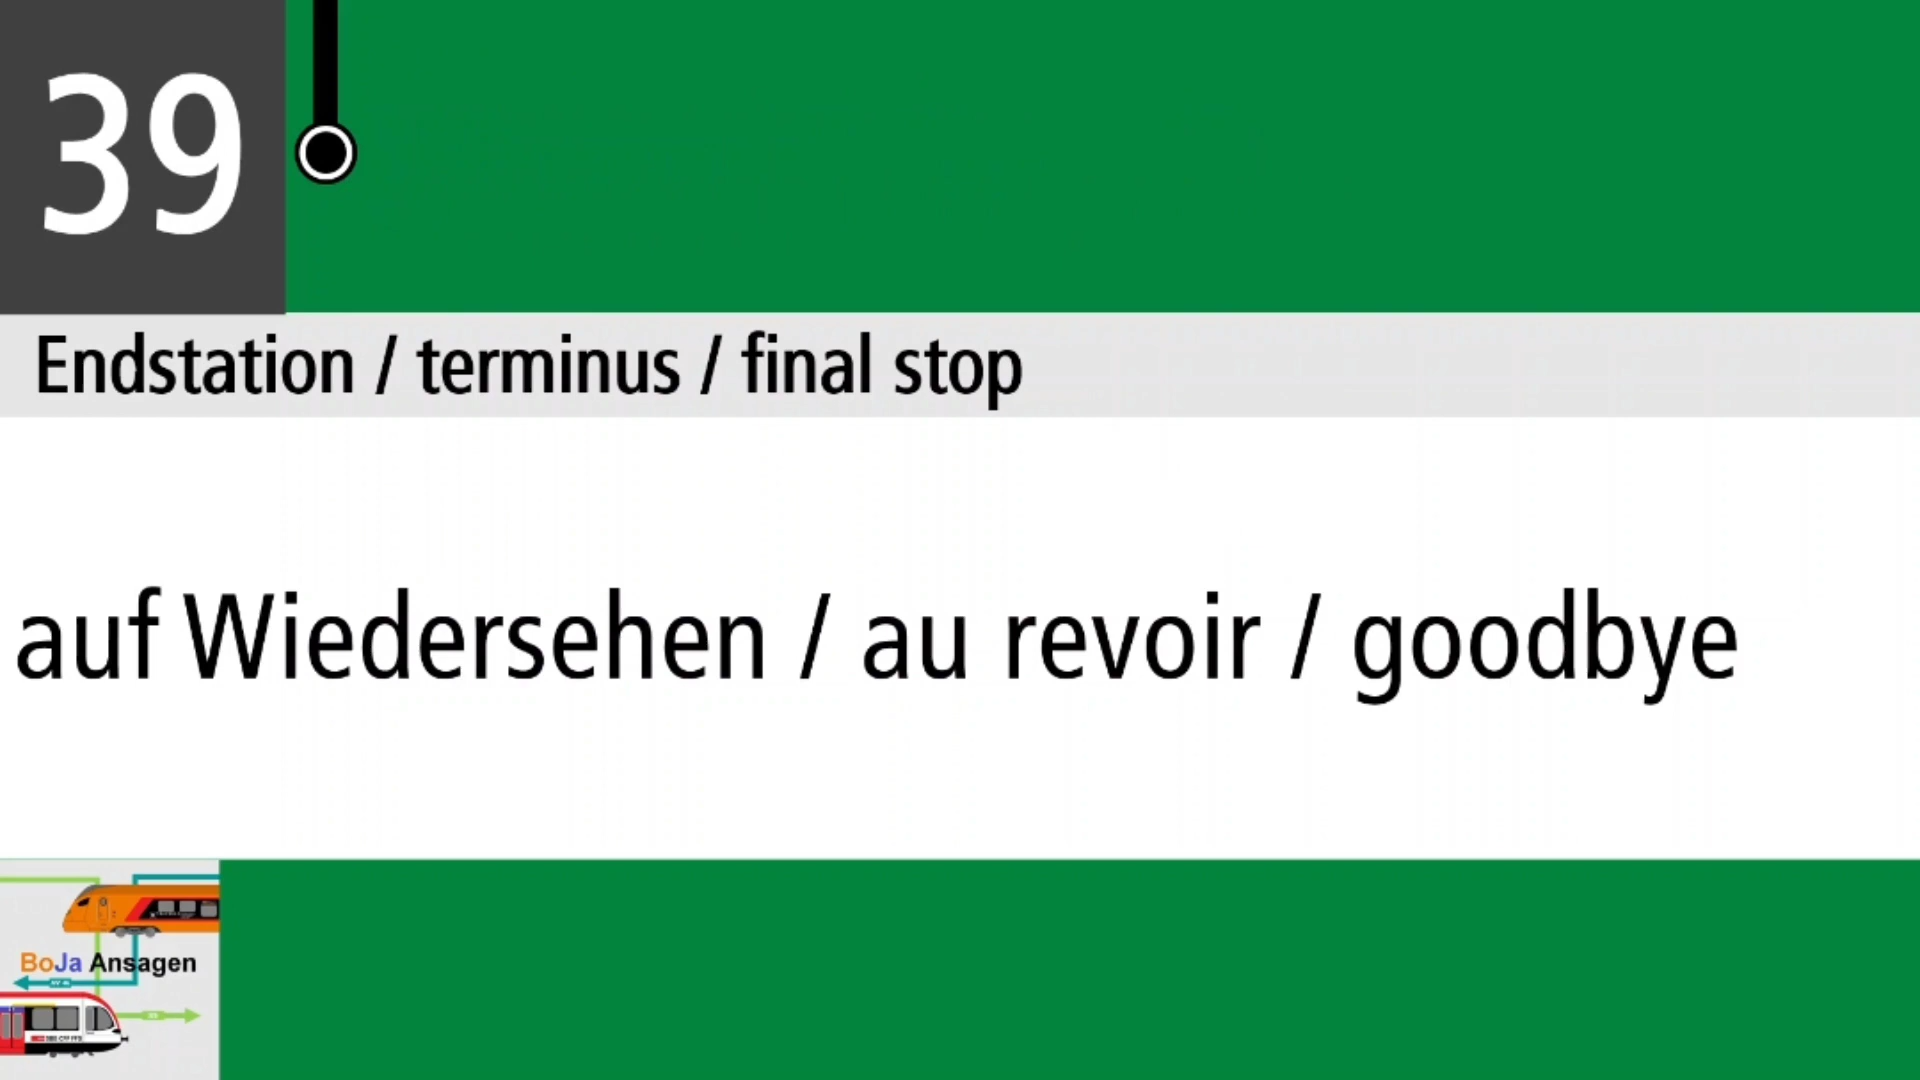 39
Endstation / terminus / final stop
auf Wiedersehen / au revoir / goodbye
BoJa Ansagen